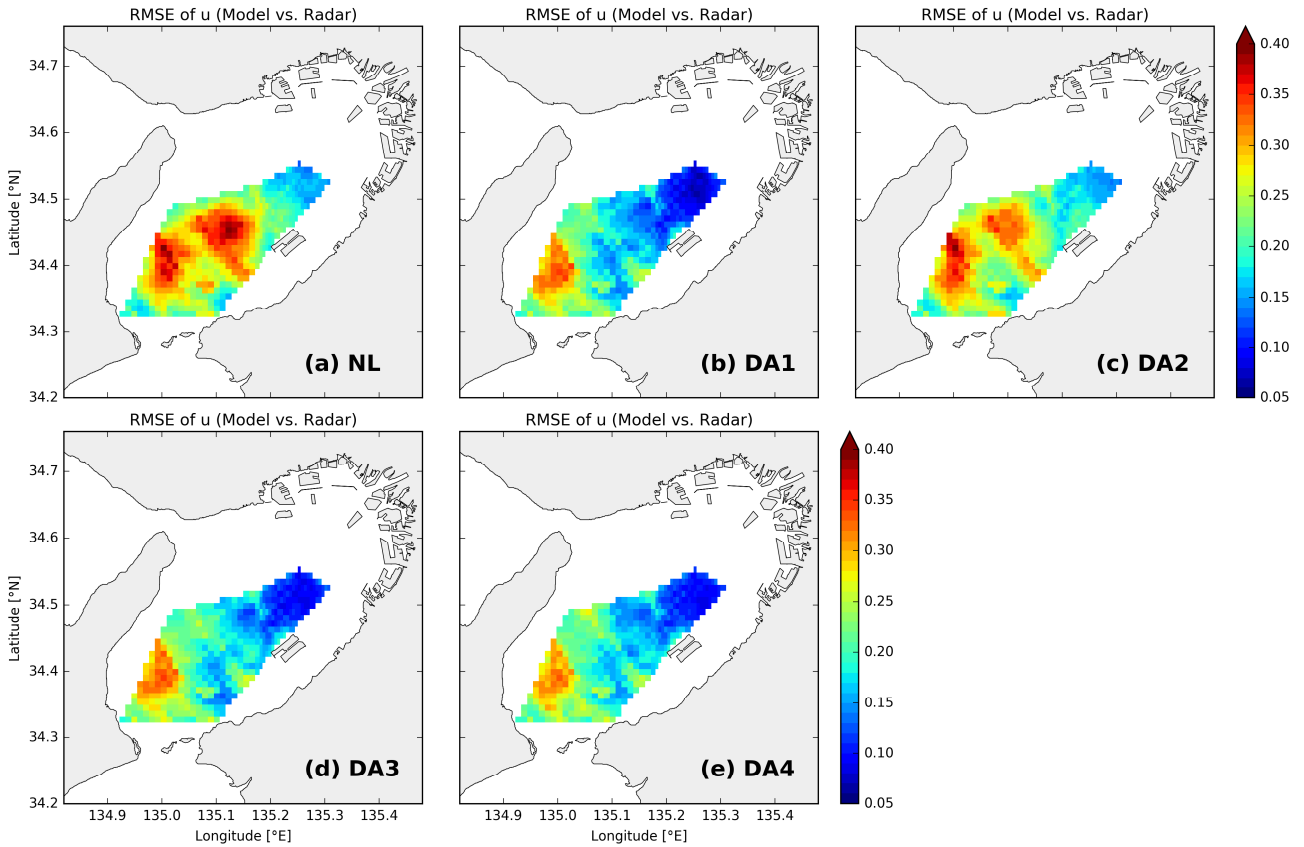 RMSE of u (Model vs. Radar)
RMSE of u (Model vs. Radar)
RMSE of u (Model vs. Radar)
34.7
34.6
34.5
34.4
34.3
34.2
Latitude [°N]
(a) NL
(b) DA1
(c) DA2
0.40
0.35
0.30
0.25
0.20
0.15
0.10
0.05
RMSE of u (Model vs. Radar)
RMSE of u (Model vs. Radar)
34.7
34.6
34.5
34.4
34.3
34.2
Latitude [°N]
(d) DA3
(e) DA4
0.40
0.35
0.30
0.25
0.20
0.15
0.10
0.05
134.9 135.0 135.1 135.2 135.3 135.4
134.9 135.0 135.1 135.2 135.3 135.4
Longitude [°E]
Longitude [°E]